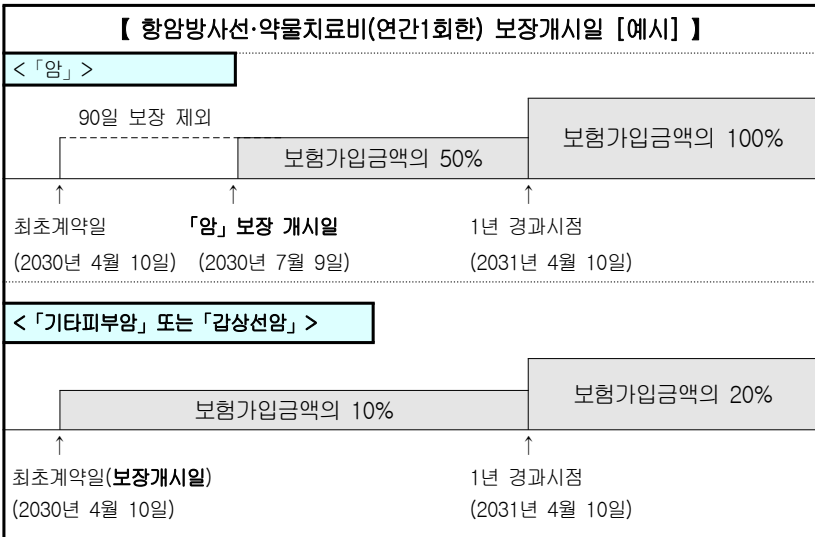 【 항암방사선·약물치료비(연간1회한) 보장개시일 [예시] 】
<「암」>
90일 보장 제외
보험가입금액의 50%
보험가입금액의 100%
↑ ↑ ↑
최초계약일 「암」보장 개시일 1년 경과시점
(2030년 4월 10일) (2030년 7월 9일) (2031년 4월 10일)
<「기타피부암」또는「갑상선암」>
보험가입금액의 10%
보험가입금액의 20%
↑ ↑
최초계약일(보장개시일) 1년 경과시점
(2030년 4월 10일) (2031년 4월 10일)